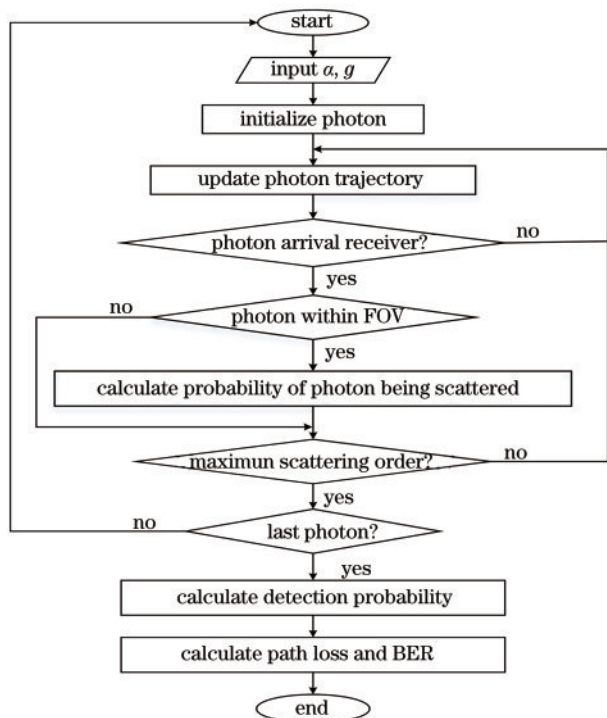 start
input α, g
initialize photon
update photon trajectory
photon arrival receiver?
no
yes
no
photon within FOV
yes
calculate probability of photon being scattered
maximun scattering order?
no
yes
no
last photon?
yes
calculate detection probability
calculate path loss and BER
end